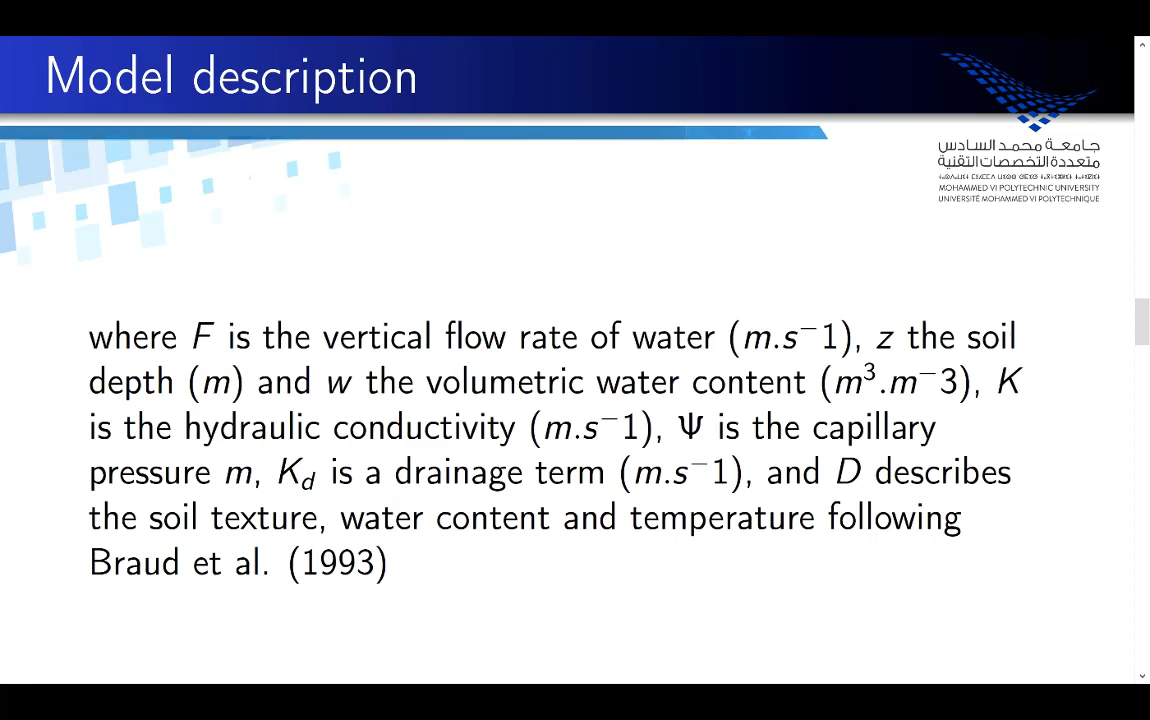 Model description
جامعة محمد السادس
متعددة التخصصات التقنية
MOHAMMED VI POLYTECHNIC UNIVERSITY
UNIVERSITÉ MOHAMMED VI POLYTECHNIQUE
where F is the vertical flow rate of water (m.s⁻1), z the soil
depth (m) and w the volumetric water content (m³.m⁻3), K
is the hydraulic conductivity (m.s⁻1), Ψ is the capillary
pressure m, K_d is a drainage term (m.s⁻1), and D describes
the soil texture, water content and temperature following
Braud et al. (1993)